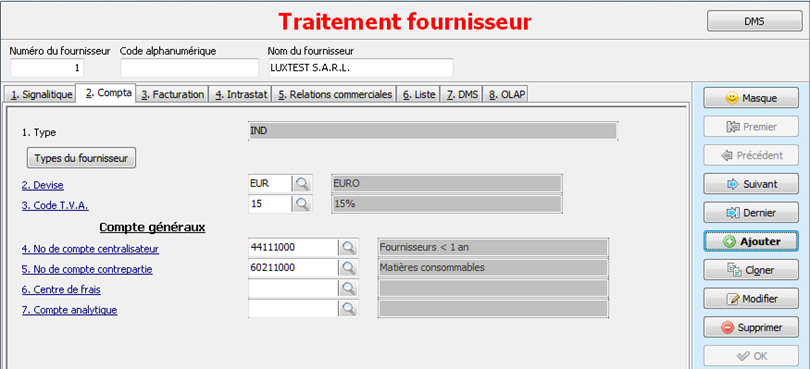 Traitement fournisseur
DMS
Numéro du fournisseur Code alphanumérique Nom du fournisseur
1 LUXTEST S.A.R.L.
1. Signalitique 2. Compta 3. Facturation 4. Intrastat 5. Relations commerciales 6. Liste 7. DMS 8. OLAP
1. Type IND
Types du fournisseur
2. Devise EUR EURO
3. Code T.V.A. 15 15%
Compte généraux
4. No de compte centralisateur 44111000 Fournisseurs < 1 an
5. No de compte contrepartie 60211000 Matières consommables
6. Centre de frais
7. Compte analytique
Masque
Premier
Précédent
Suivant
Dernier
Ajouter
Cloner
Modifier
Supprimer
OK